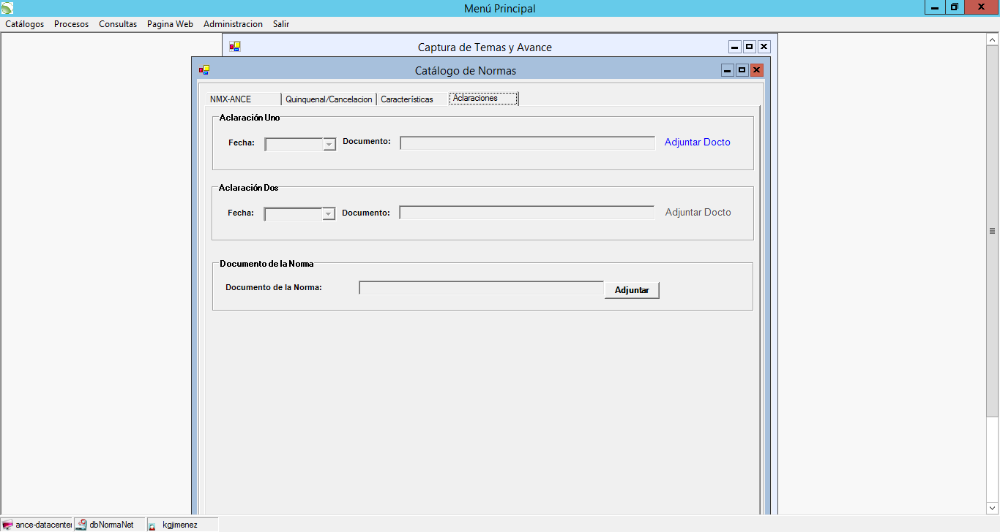 Menú Principal
Catálogos Procesos Consultas Pagina Web Administracion Salir
Captura de Temas y Avance
Catálogo de Normas
NMX-ANCE Quinquenal/Cancelacion Características Aclaraciones
Aclaración Uno
Fecha: Documento: Adjuntar Docto
Aclaración Dos
Fecha: Documento: Adjuntar Docto
Documento de la Norma
Documento de la Norma: Adjuntar
ance-datacenter dbNormaNet kgjimenez